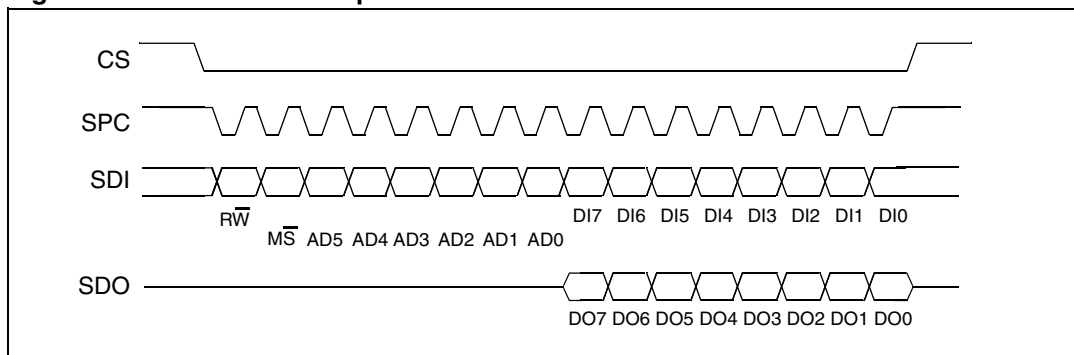 CS
SPC
SDI
RW̅
DI7 DI6 DI5 DI4 DI3 DI2 DI1 DI0
MS̅ AD5 AD4 AD3 AD2 AD1 AD0
SDO
DO7 DO6 DO5 DO4 DO3 DO2 DO1 DO0